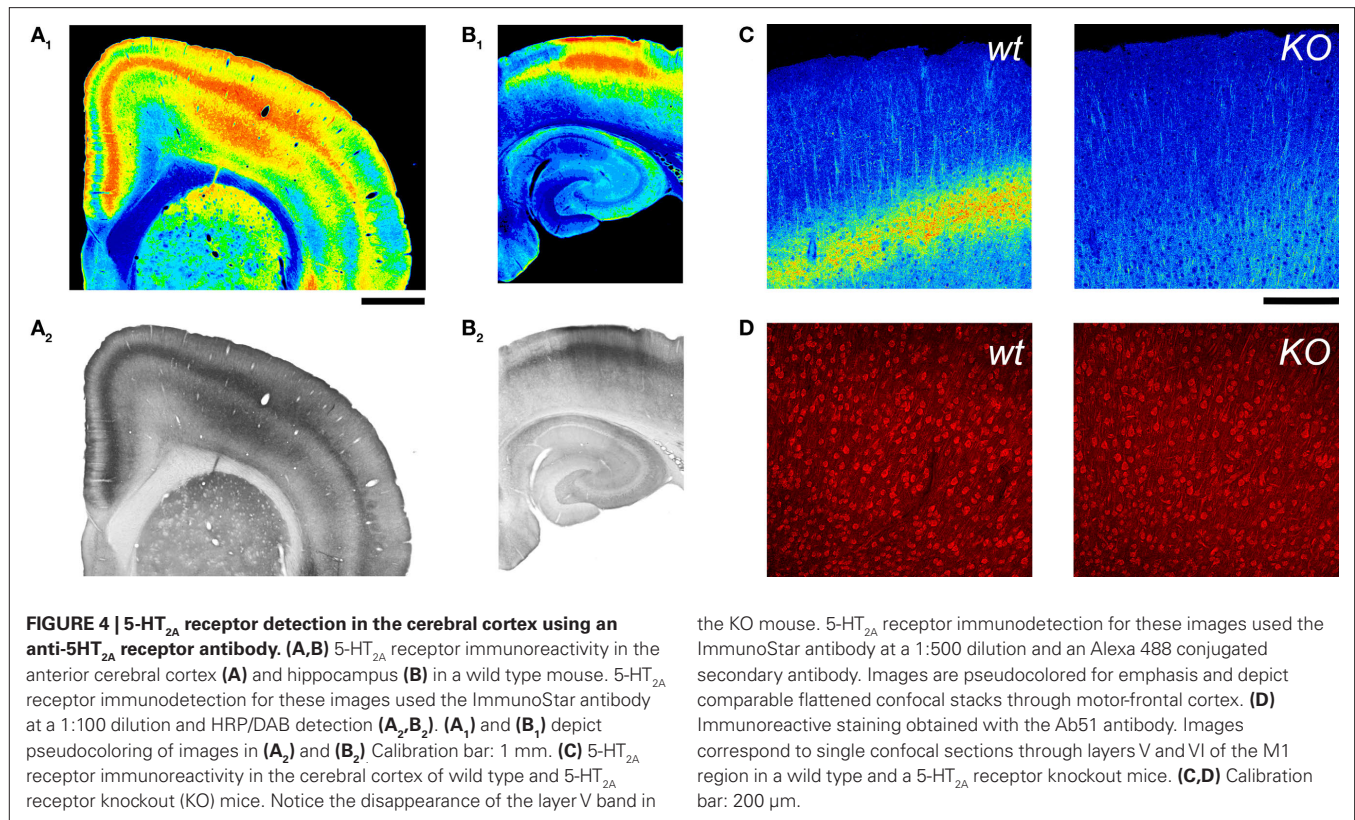 A1
B1
C
wt
KO
A2
B2
D
wt
KO
FIGURE 4 | 5-HT2A receptor detection in the cerebral cortex using an
anti-5HT2A receptor antibody. (A,B) 5-HT2A receptor immunoreactivity in the
anterior cerebral cortex (A) and hippocampus (B) in a wild type mouse. 5-HT2A
receptor immunodetection for these images used the ImmunoStar antibody
at a 1:100 dilution and HRP/DAB detection (A2,B2). (A1) and (B1) depict
pseudocoloring of images in (A2) and (B2). Calibration bar: 1 mm. (C) 5-HT2A
receptor immunoreactivity in the cerebral cortex of wild type and 5-HT2A
receptor knockout (KO) mice. Notice the disappearance of the layer V band in
the KO mouse. 5-HT2A receptor immunodetection for these images used the
ImmunoStar antibody at a 1:500 dilution and an Alexa 488 conjugated
secondary antibody. Images are pseudocolored for emphasis and depict
comparable flattened confocal stacks through motor-frontal cortex. (D)
Immunoreactive staining obtained with the Ab51 antibody. Images
correspond to single confocal sections through layers V and VI of the M1
region in a wild type and a 5-HT2A receptor knockout mice. (C,D) Calibration
bar: 200 µm.